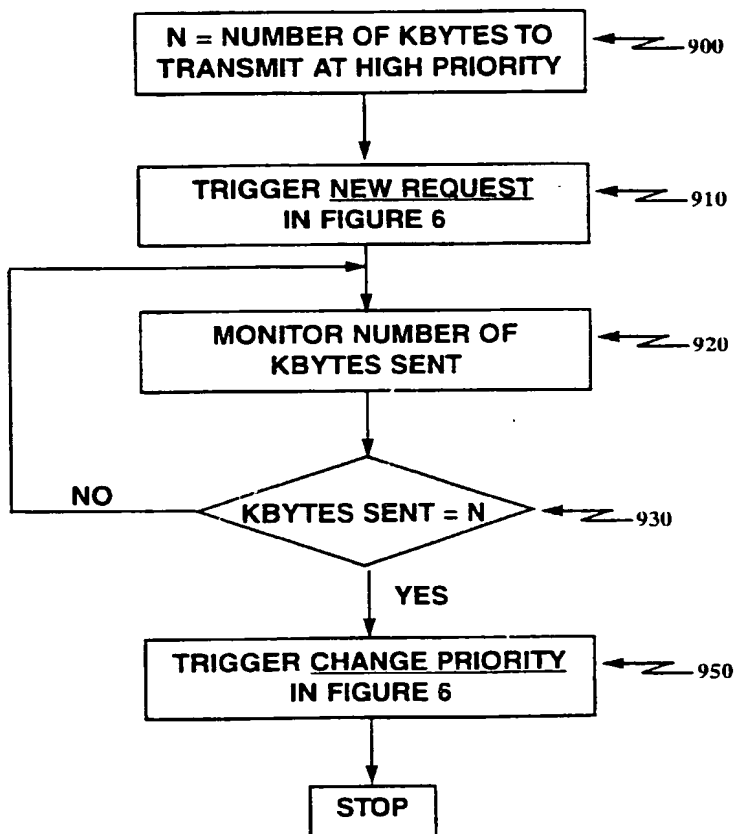 N = NUMBER OF KBYTES TO
TRANSMIT AT HIGH PRIORITY
900
TRIGGER NEW REQUEST
IN FIGURE 6
910
MONITOR NUMBER OF
KBYTES SENT
920
NO
KBYTES SENT = N
930
YES
TRIGGER CHANGE PRIORITY
IN FIGURE 6
950
STOP